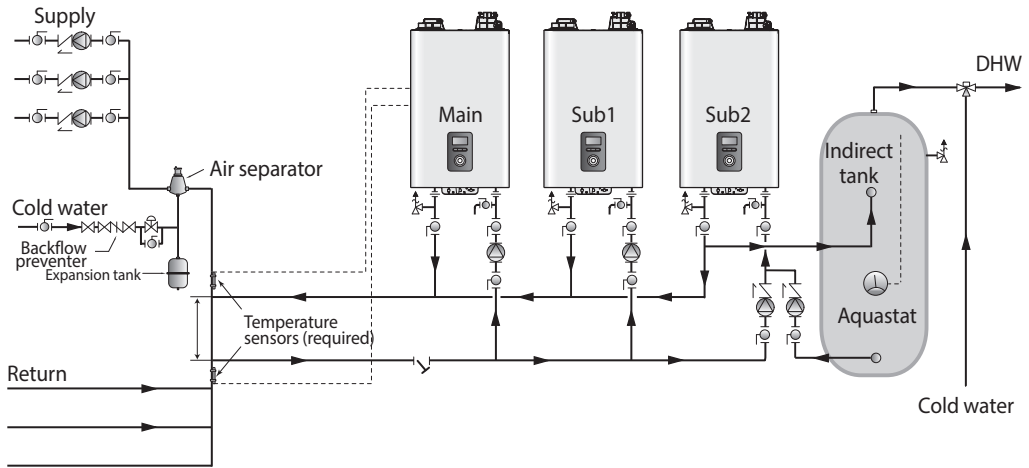 Supply
DHW
Main
Sub1
Sub2
Air separator
Indirect
tank
Cold water
Backflow
preventer
Expansion tank
Aquastat
Temperature
sensors (required)
Return
Cold water